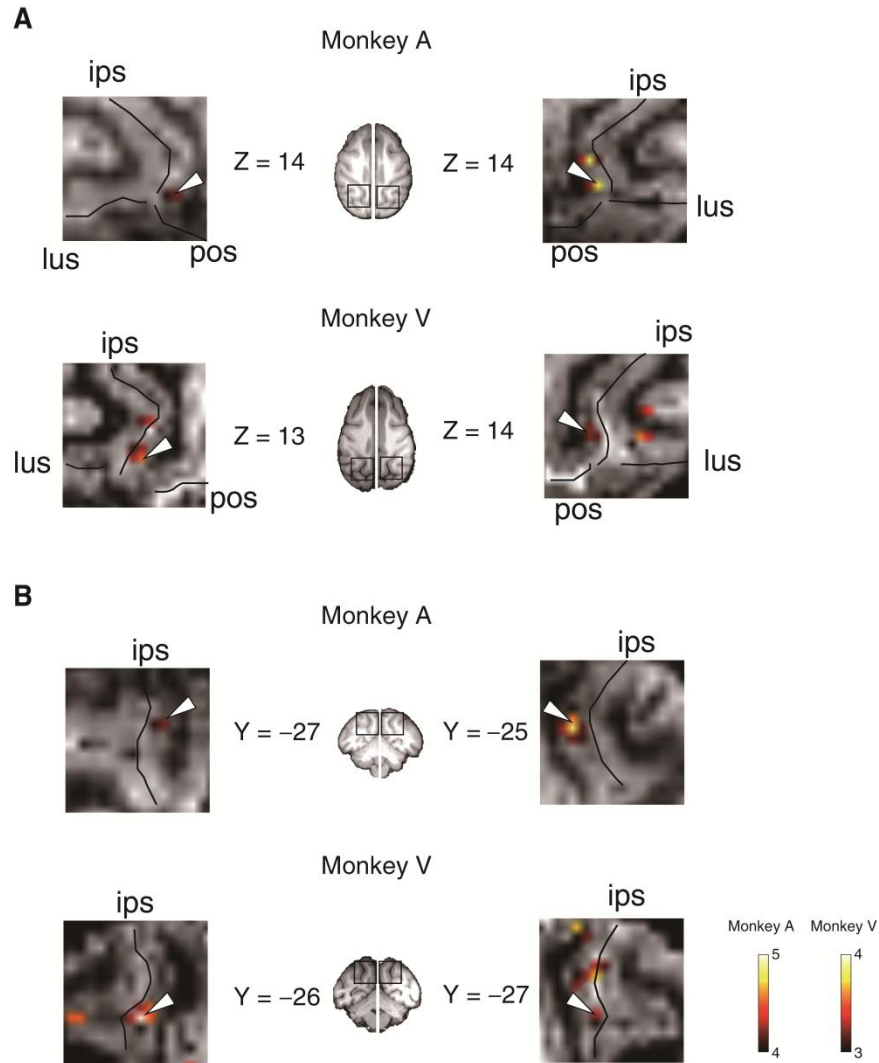 A
Monkey A
ips
ips
Z = 14
Z = 14
lus
lus
pos
pos
Monkey V
ips
ips
Z = 13
Z = 14
lus
lus
pos
pos
B
Monkey A
ips
ips
Y = −27
Y = −25
Monkey V
ips
ips
Monkey A
Monkey V
5
4
Y = −26
Y = −27
4
3